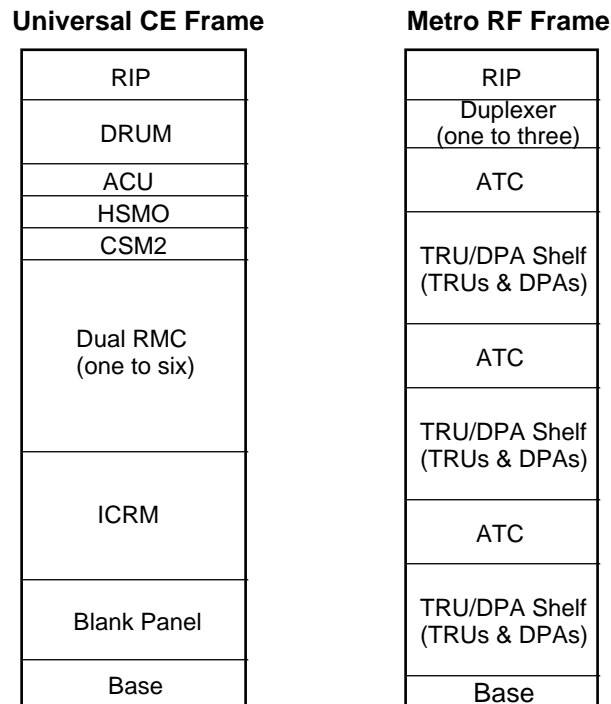 Universal CE Frame
RIP
DRUM
ACU
HSMO
CSM2
Dual RMC
(one to six)
ICRM
Blank Panel
Base
Metro RF Frame
RIP
Duplexer
(one to three)
ATC
TRU/DPA Shelf
(TRUs & DPAs)
ATC
TRU/DPA Shelf
(TRUs & DPAs)
ATC
TRU/DPA Shelf
(TRUs & DPAs)
Base